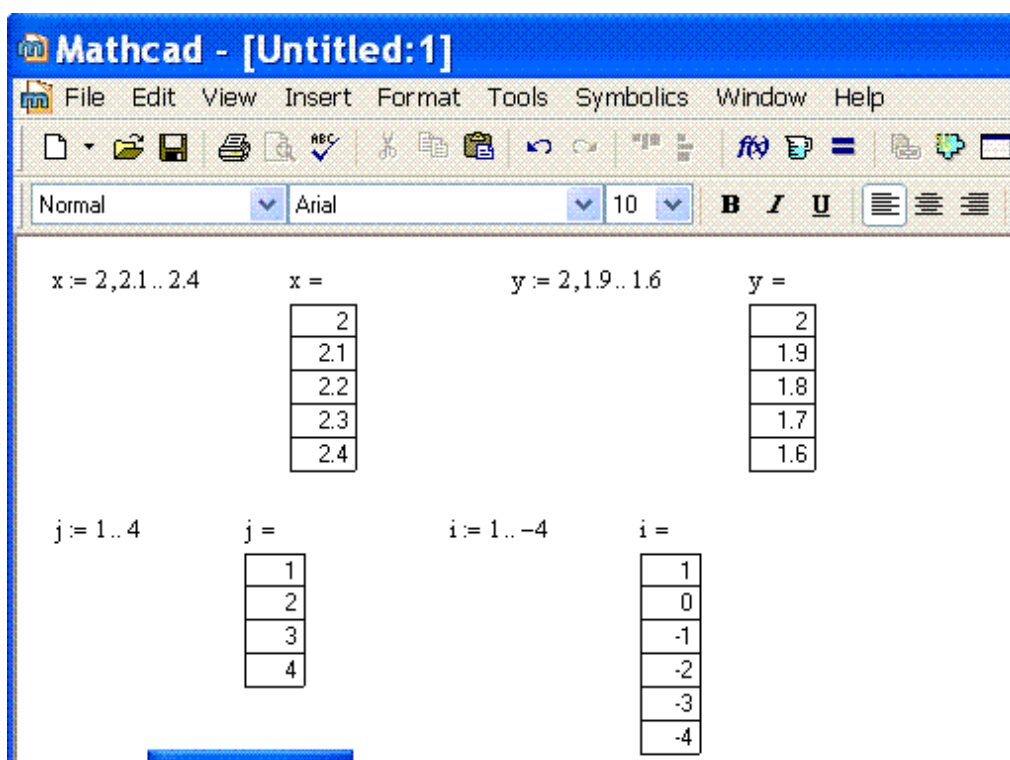 Mathcad - [Untitled:1]
File Edit View Insert Format Tools Symbolics Window Help
ABC f(x)
Normal Arial 10 B I U
x := 2,2.1 .. 2.4 x = y := 2,1.9 .. 1.6 y =
2 2
2.1 1.9
2.2 1.8
2.3 1.7
2.4 1.6
j := 1 .. 4 j = i := 1 .. −4 i =
1 1
2 0
3 -1
4 -2
-3
-4